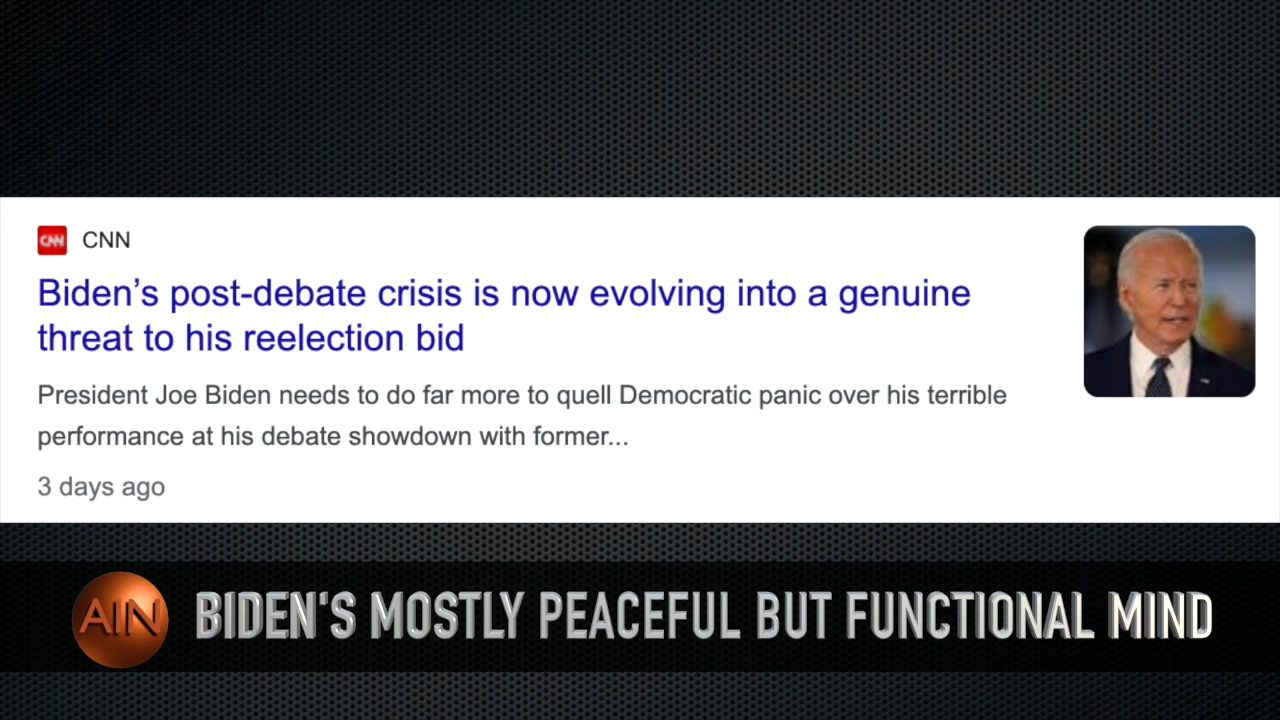 CNN
CNN
Biden’s post-debate crisis is now evolving into a genuine
threat to his reelection bid
President Joe Biden needs to do far more to quell Democratic panic over his terrible
performance at his debate showdown with former...
3 days ago
AIN
BIDEN'S MOSTLY PEACEFUL BUT FUNCTIONAL MIND